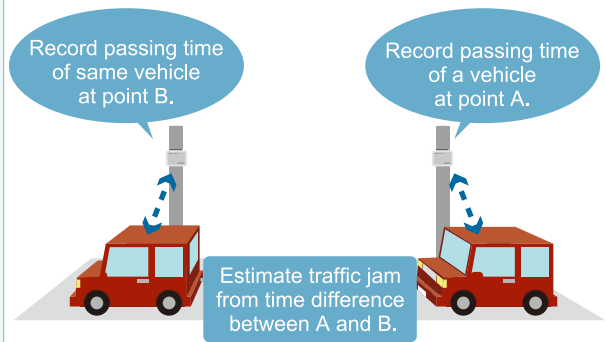 Record passing time
of same vehicle
at point B.
Record passing time
of a vehicle
at point A.
Estimate traffic jam
from time difference
between A and B.